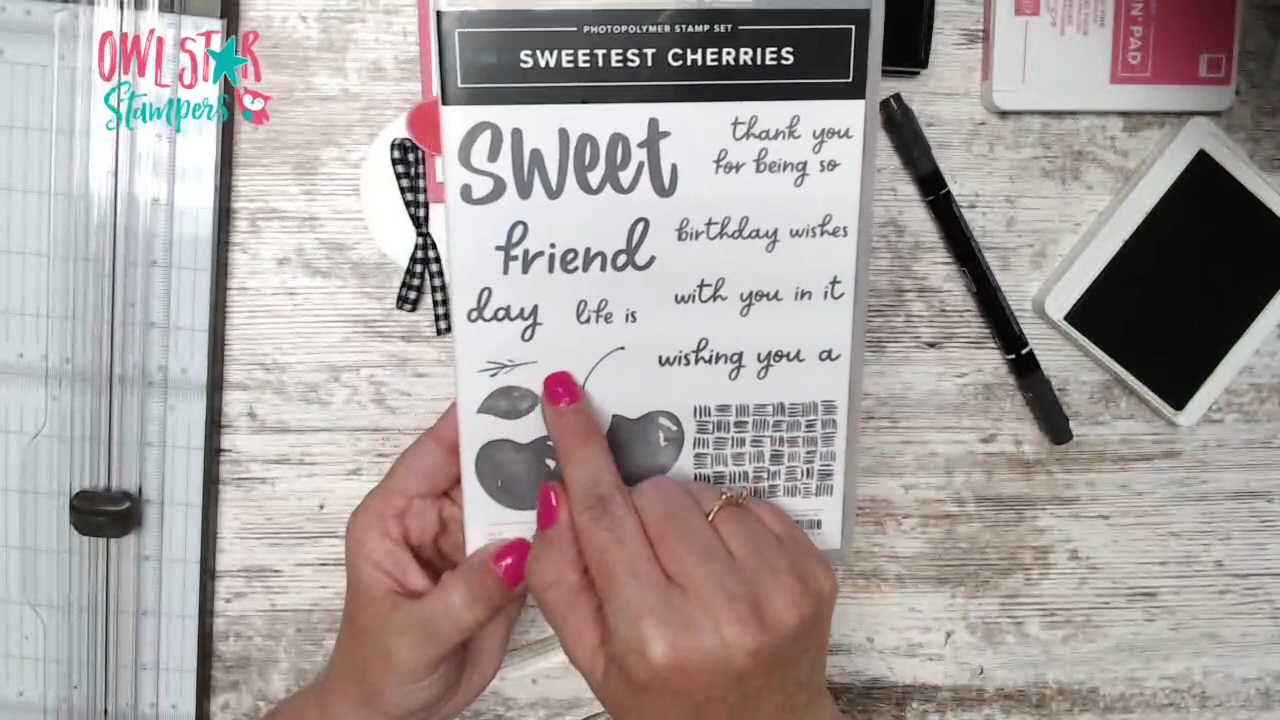 OWL STAR
Stampers
PHOTOPOLYMER STAMP SET
SWEETEST CHERRIES
sweet
friend
day
life is
thank you
for being so
birthday wishes
with you in it
wishing you a
N' PAD